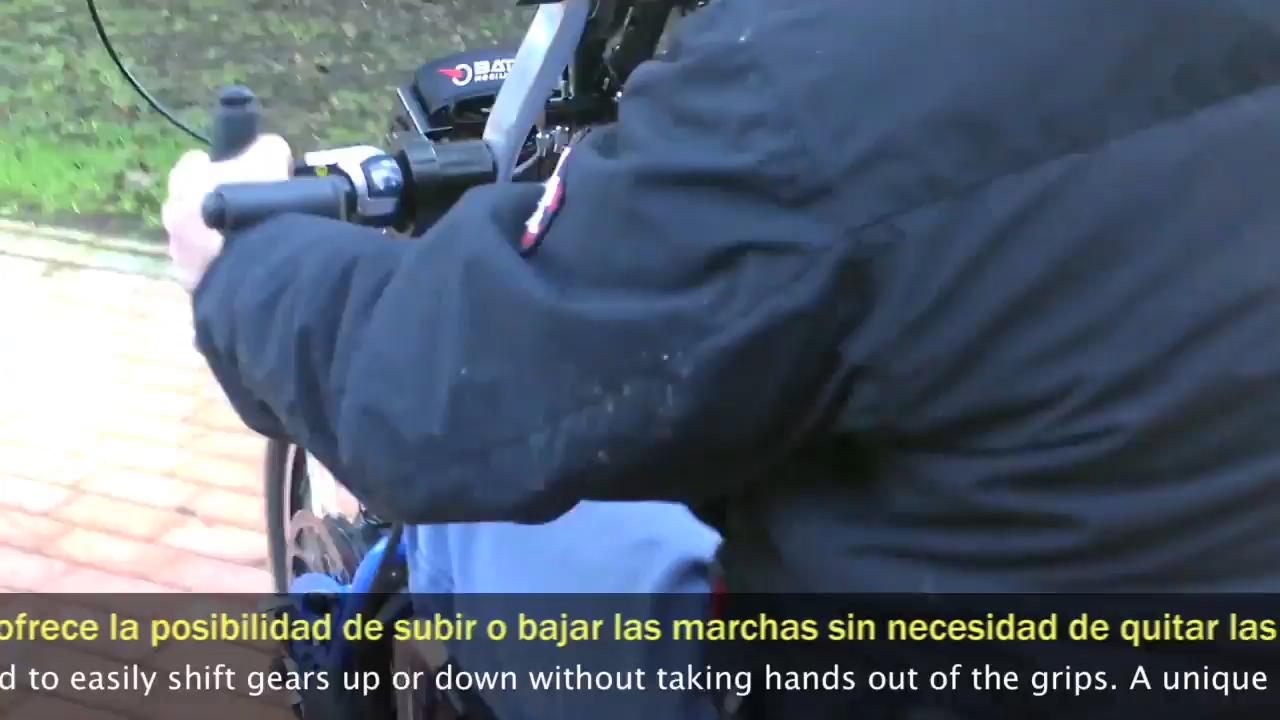 BAT
ofrece la posibilidad de subir o bajar las marchas sin necesidad de quitar las
d to easily shift gears up or down without taking hands out of the grips. A unique